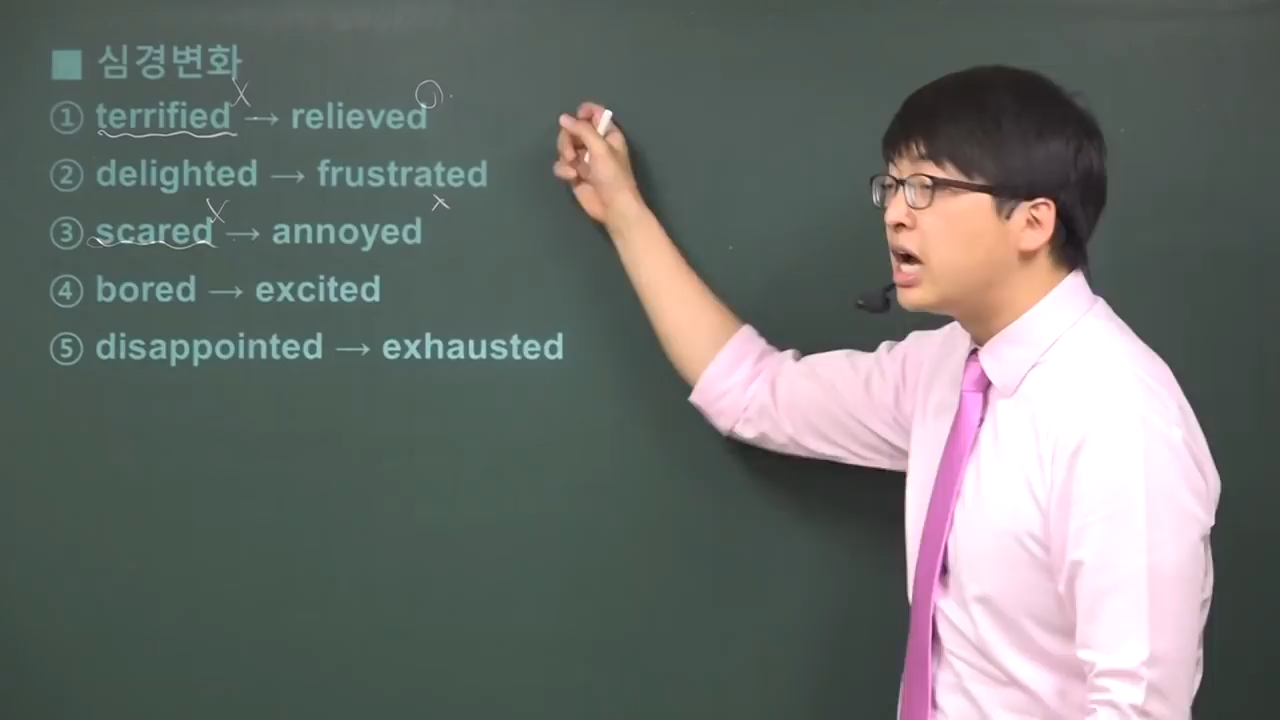 ■ 심경변화
① terrified → relieved
② delighted → frustrated
③ scared → annoyed
④ bored → excited
⑤ disappointed → exhausted